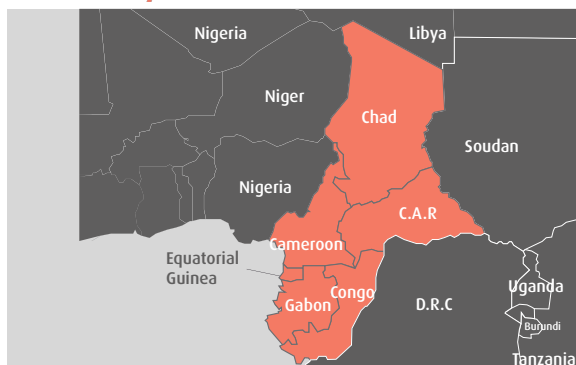 Nigeria
Libya
Niger
Chad
Soudan
Nigeria
C.A.R
Cameroon
Equatorial
Guinea
Uganda
Congo
Gabon
D.R.C
Burundi
Tanzania